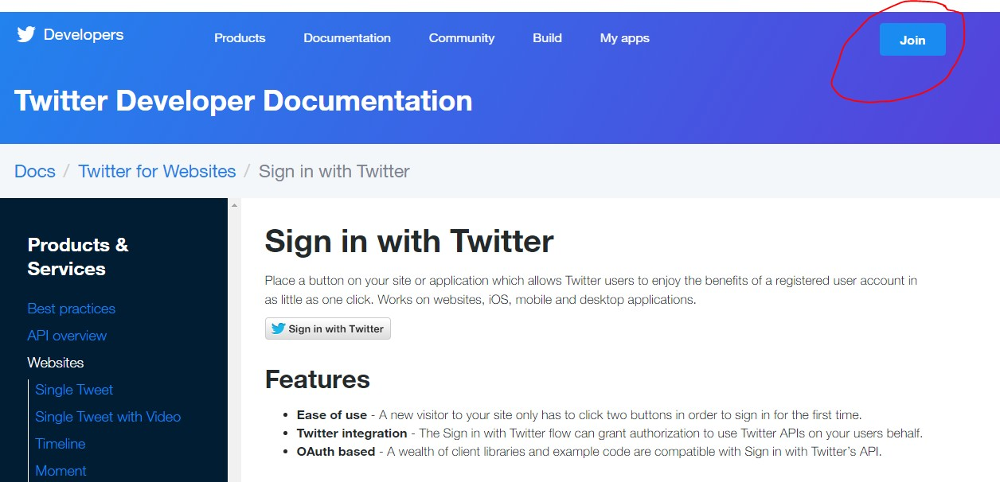 Developers
Products
Documentation
Community
Build
My apps
Join
Twitter Developer Documentation
Docs / Twitter for Websites / Sign in with Twitter
Products &
Services
Best practices
API overview
Websites
Single Tweet
Single Tweet with Video
Timeline
Moment
Sign in with Twitter
Place a button on your site or application which allows Twitter users to enjoy the benefits of a registered user account in
as little as one click. Works on websites, iOS, mobile and desktop applications.
Sign in with Twitter
Features
• Ease of use - A new visitor to your site only has to click two buttons in order to sign in for the first time.
• Twitter integration - The Sign in with Twitter flow can grant authorization to use Twitter APIs on your users behalf.
• OAuth based - A wealth of client libraries and example code are compatible with Sign in with Twitter’s API.